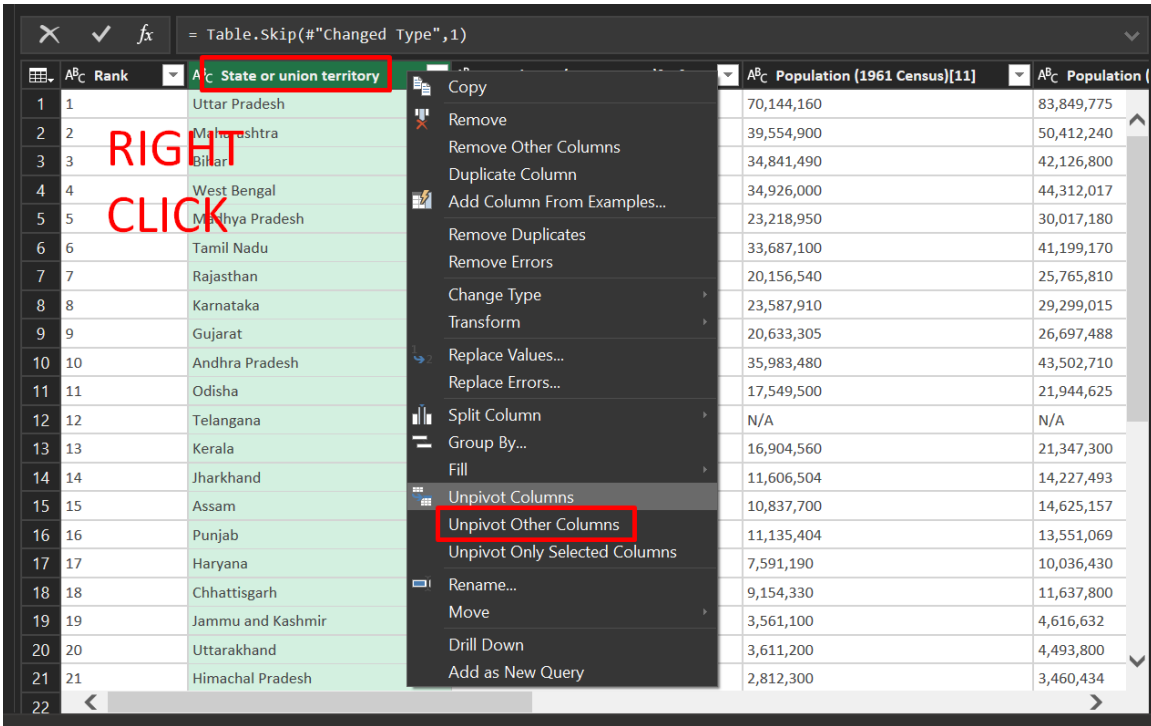 fx = Table.Skip(#"Changed Type",1)
ABC Rank ABC State or union territory ABC Population (1961 Census)[11] ABC Population (
1 1 Uttar Pradesh 70,144,160 83,849,775
2 2 Maharashtra 39,554,900 50,412,240
3 3 Bihar 34,841,490 42,126,800
4 4 West Bengal 34,926,000 44,312,017
5 5 Madhya Pradesh 23,218,950 30,017,180
6 6 Tamil Nadu 33,687,100 41,199,170
7 7 Rajasthan 20,156,540 25,765,810
8 8 Karnataka 23,587,910 29,299,015
9 9 Gujarat 20,633,305 26,697,488
10 10 Andhra Pradesh 35,983,480 43,502,710
11 11 Odisha 17,549,500 21,944,625
12 12 Telangana N/A N/A
13 13 Kerala 16,904,560 21,347,300
14 14 Jharkhand 11,606,504 14,227,493
15 15 Assam 10,837,700 14,625,157
16 16 Punjab 11,135,404 13,551,069
17 17 Haryana 7,591,190 10,036,430
18 18 Chhattisgarh 9,154,330 11,637,800
19 19 Jammu and Kashmir 3,561,100 4,616,632
20 20 Uttarakhand 3,611,200 4,493,800
21 21 Himachal Pradesh 2,812,300 3,460,434
22
RIGHT
CLICK
Copy
Remove
Remove Other Columns
Duplicate Column
Add Column From Examples...
Remove Duplicates
Remove Errors
Change Type
Transform
Replace Values...
Replace Errors...
Split Column
Group By...
Fill
Unpivot Columns
Unpivot Other Columns
Unpivot Only Selected Columns
Rename...
Move
Drill Down
Add as New Query